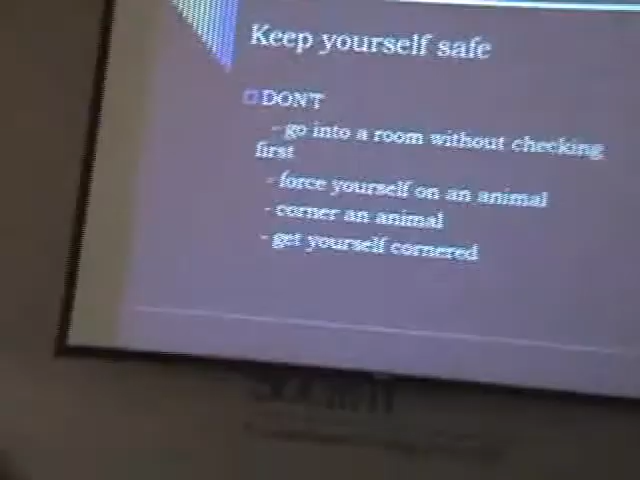 Keep yourself safe
DON'T
- go into a room without checking
first
- force yourself on an animal
- corner an animal
- get yourself cornered